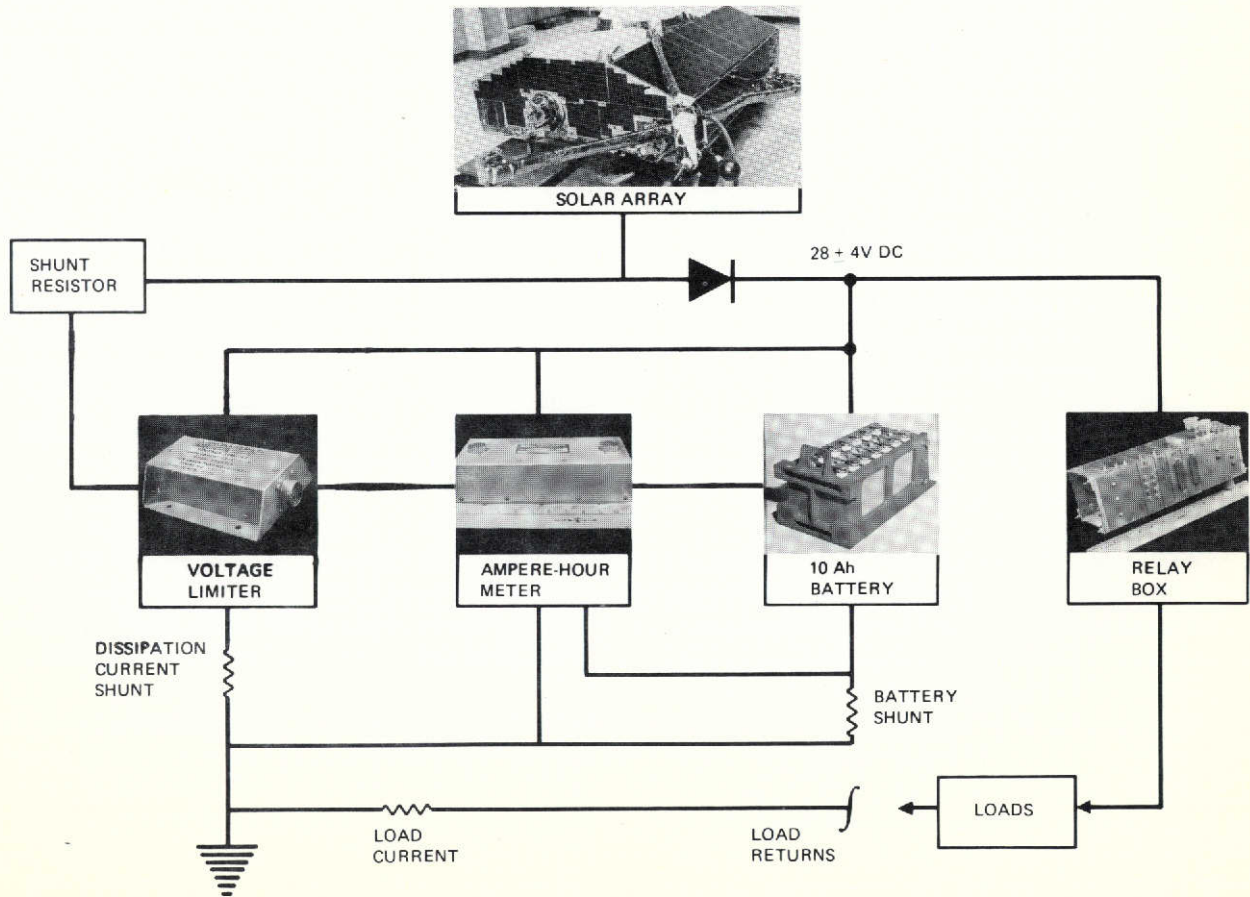 SOLAR ARRAY
SHUNT
RESISTOR
28 ± 4V DC
VOLTAGE
LIMITER
AMPERE-HOUR
METER
10 Ah
BATTERY
RELAY
BOX
DISSIPATION
CURRENT
SHUNT
BATTERY
SHUNT
LOADS
LOAD
CURRENT
LOAD
RETURNS